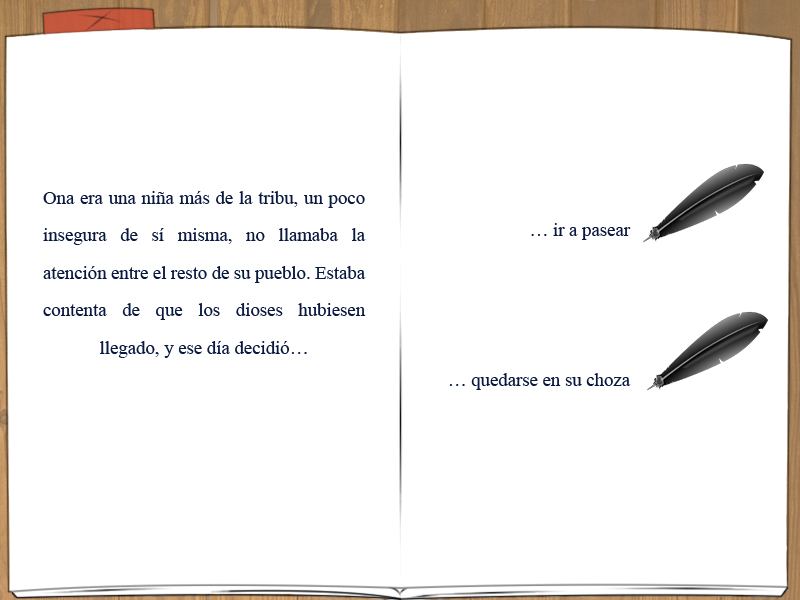 Ona era una niña más de la tribu, un poco
insegura de sí misma, no llamaba la
atención entre el resto de su pueblo. Estaba
contenta de que los dioses hubiesen
llegado, y ese día decidió…
… ir a pasear
… quedarse en su choza